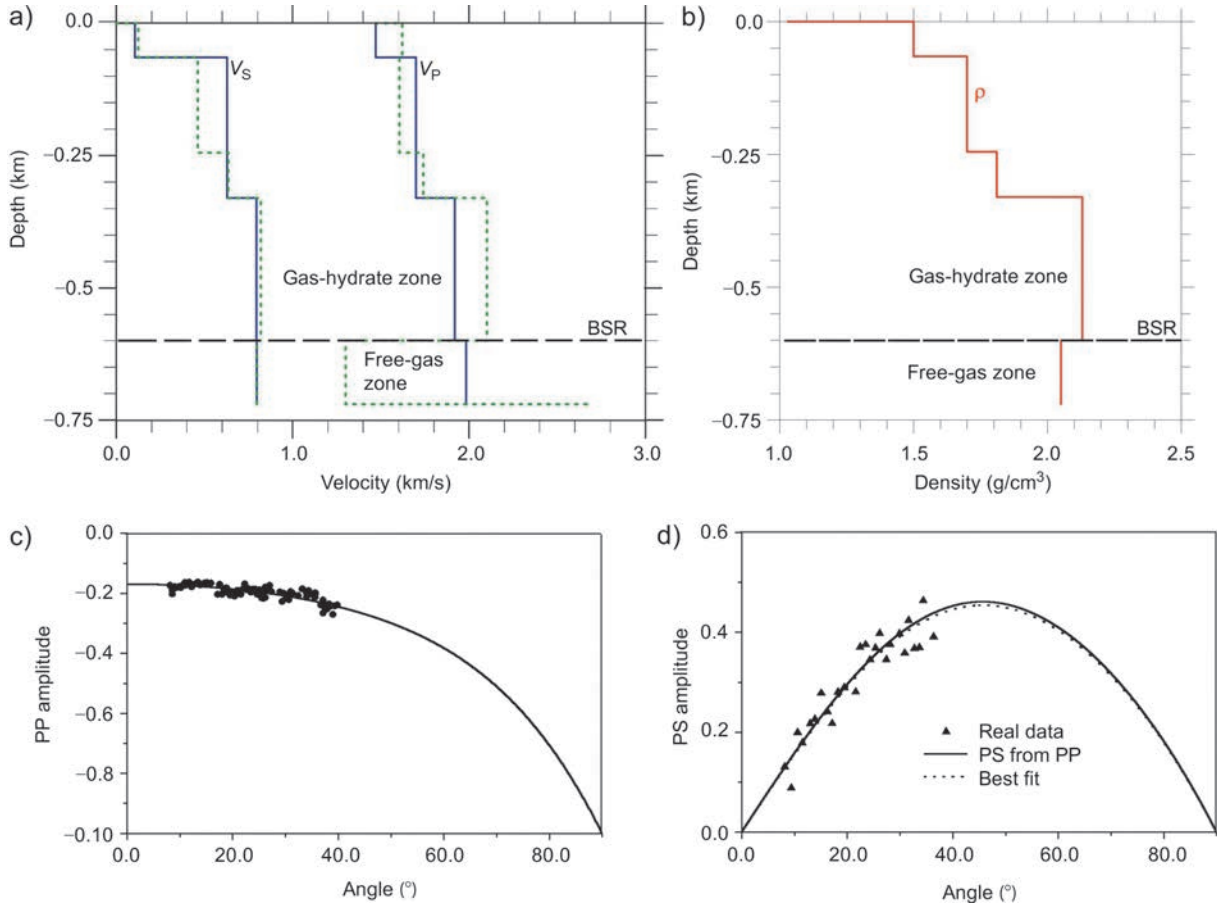 a)
0.0
−0.25
−0.5
−0.75
Depth (km)
VS
VP
Gas-hydrate zone
BSR
Free-gas
zone
0.0
1.0
2.0
3.0
Velocity (km/s)
b)
0.0
−0.25
−0.5
−0.75
Depth (km)
ρ
Gas-hydrate zone
BSR
Free-gas zone
1.0
1.5
2.0
2.5
Density (g/cm³)
c)
0.0
−0.2
−0.4
−0.6
−0.8
−0.10
PP amplitude
0.0
20.0
40.0
60.0
80.0
Angle (°)
d)
0.6
0.4
0.2
0.0
PS amplitude
Real data
PS from PP
Best fit
0.0
20.0
40.0
60.0
80.0
Angle (°)